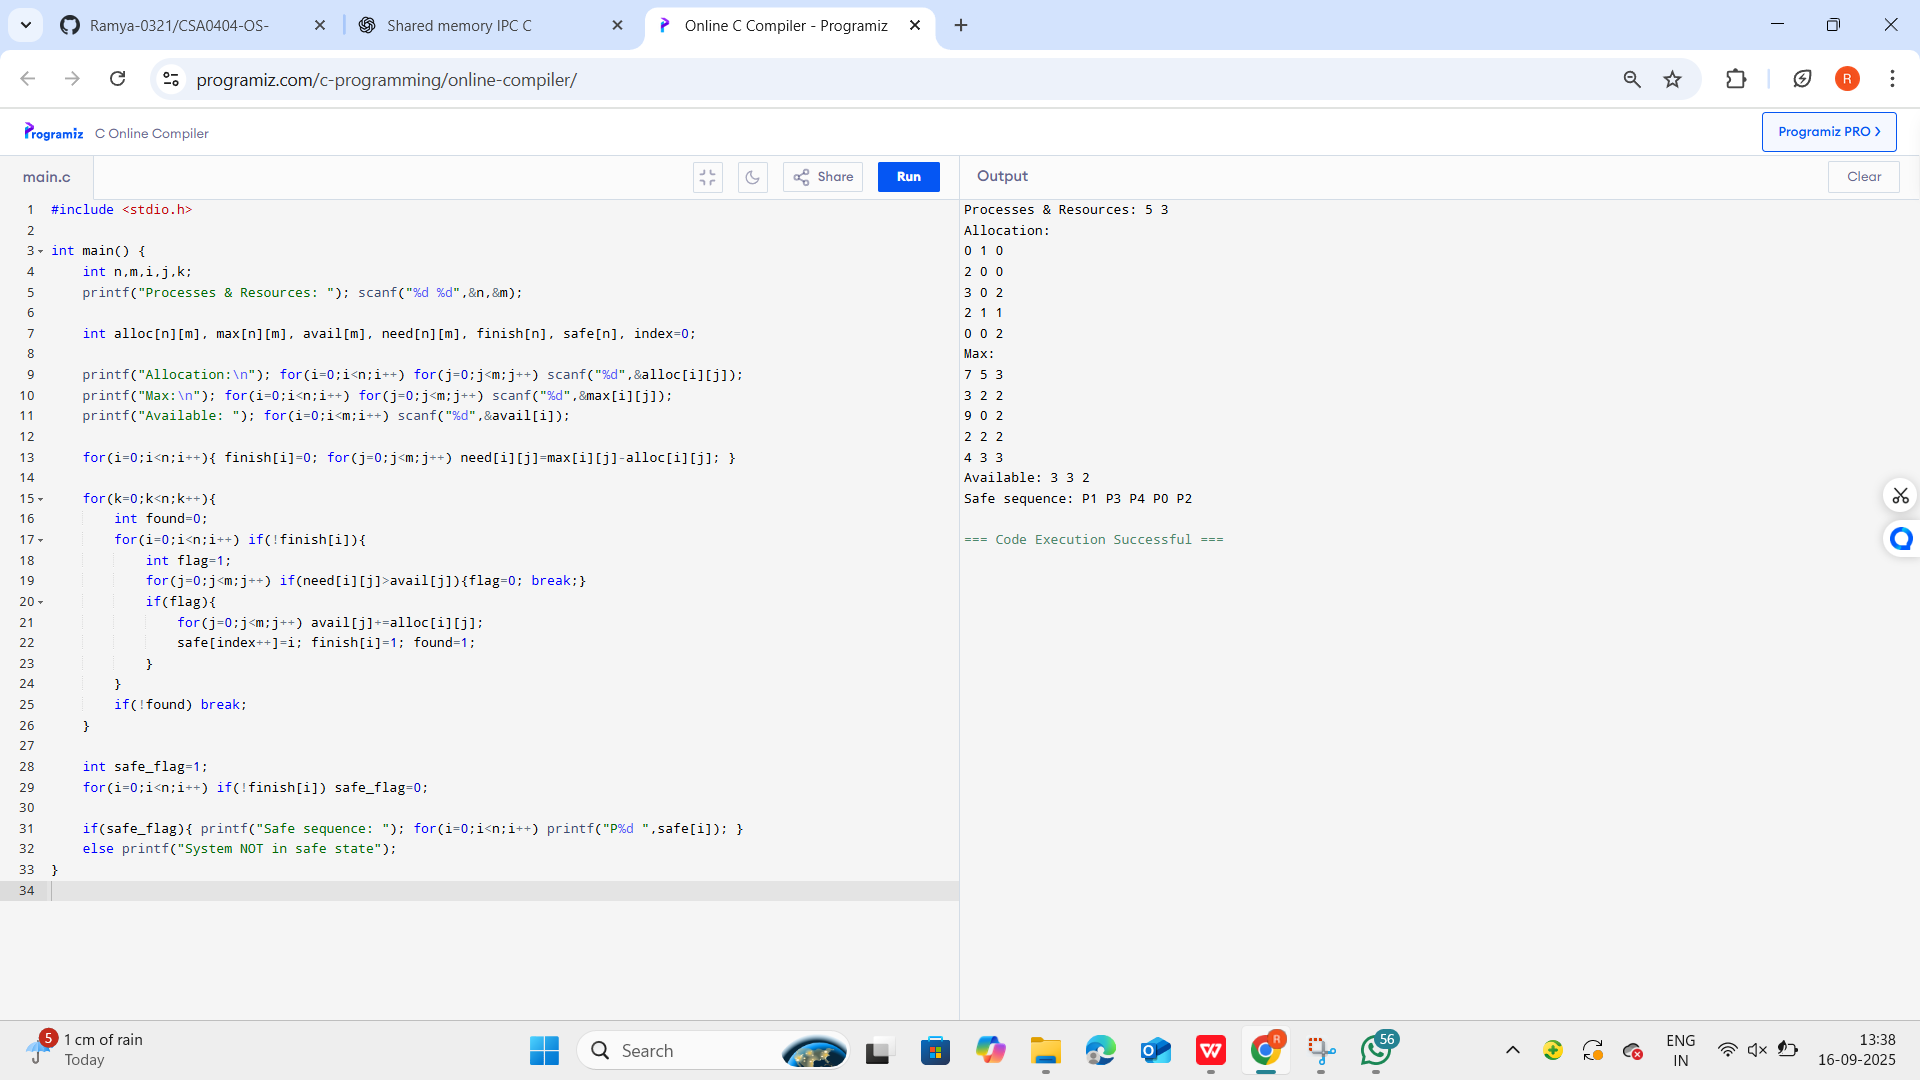 Ramya-0321/CSA0404-OS-
Shared memory IPC C
Online C Compiler - Programiz
programiz.com/c-programming/online-compiler/
R
Programiz C Online Compiler
Programiz PRO >
main.c
Share
Run
Output
Clear
1 #include <stdio.h>
2
3 int main() {
4 int n,m,i,j,k;
5 printf("Processes & Resources: "); scanf("%d %d",&n,&m);
6
7 int alloc[n][m], max[n][m], avail[m], need[n][m], finish[n], safe[n], index=0;
8
9 printf("Allocation:\n"); for(i=0;i<n;i++) for(j=0;j<m;j++) scanf("%d",&alloc[i][j]);
10 printf("Max:\n"); for(i=0;i<n;i++) for(j=0;j<m;j++) scanf("%d",&max[i][j]);
11 printf("Available: "); for(i=0;i<m;i++) scanf("%d",&avail[i]);
12
13 for(i=0;i<n;i++){ finish[i]=0; for(j=0;j<m;j++) need[i][j]=max[i][j]-alloc[i][j]; }
14
15 for(k=0;k<n;k++){
16 int found=0;
17 for(i=0;i<n;i++) if(!finish[i]){
18 int flag=1;
19 for(j=0;j<m;j++) if(need[i][j]>avail[j]){flag=0; break;}
20 if(flag){
21 for(j=0;j<m;j++) avail[j]+=alloc[i][j];
22 safe[index++]=i; finish[i]=1; found=1;
23 }
24 }
25 if(!found) break;
26 }
27
28 int safe_flag=1;
29 for(i=0;i<n;i++) if(!finish[i]) safe_flag=0;
30
31 if(safe_flag){ printf("Safe sequence: "); for(i=0;i<n;i++) printf("P%d ",safe[i]); }
32 else printf("System NOT in safe state");
33 }
34
Processes & Resources: 5 3
Allocation:
0 1 0
2 0 0
3 0 2
2 1 1
0 0 2
Max:
7 5 3
3 2 2
9 0 2
2 2 2
4 3 3
Available: 3 3 2
Safe sequence: P1 P3 P4 P0 P2
=== Code Execution Successful ===
5
1 cm of rain
Today
Search
R
56
ENG
IN
13:38
16-09-2025